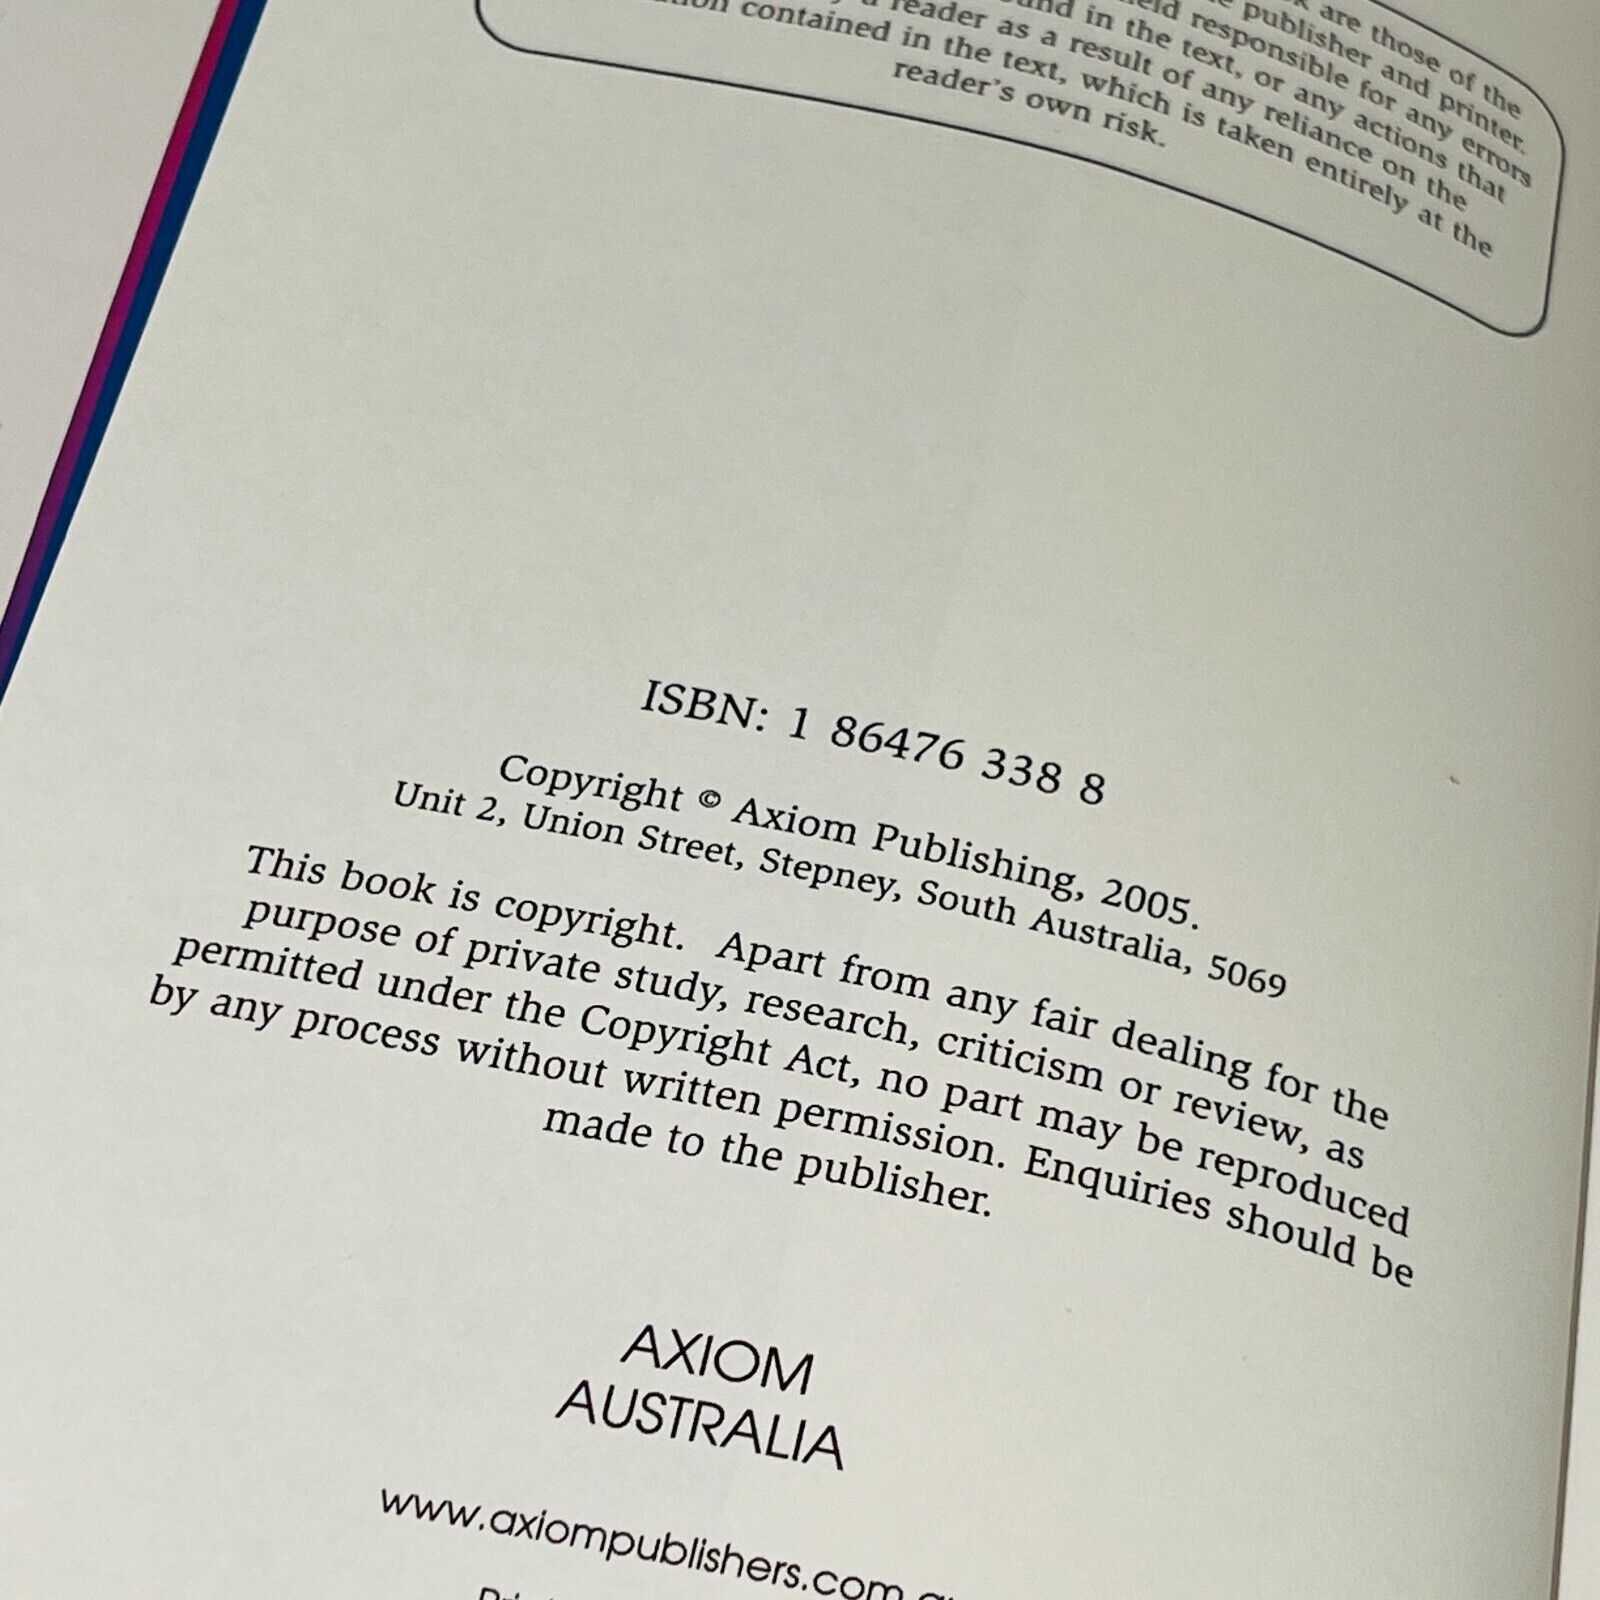 are those of the
publisher and printer.
held responsible for any errors
in the text, or any actions that
reader as a result of any reliance on the
contained in the text, which is taken entirely at the
reader's own risk.
ISBN: 1 86476 338 8
Copyright © Axiom Publishing, 2005.
Unit 2, Union Street, Stepney, South Australia, 5069
This book is copyright. Apart from any fair dealing for the
purpose of private study, research, criticism or review, as
permitted under the Copyright Act, no part may be reproduced
by any process without written permission. Enquiries should be
made to the publisher.
AXIOM
AUSTRALIA
www.axiompublishers.com